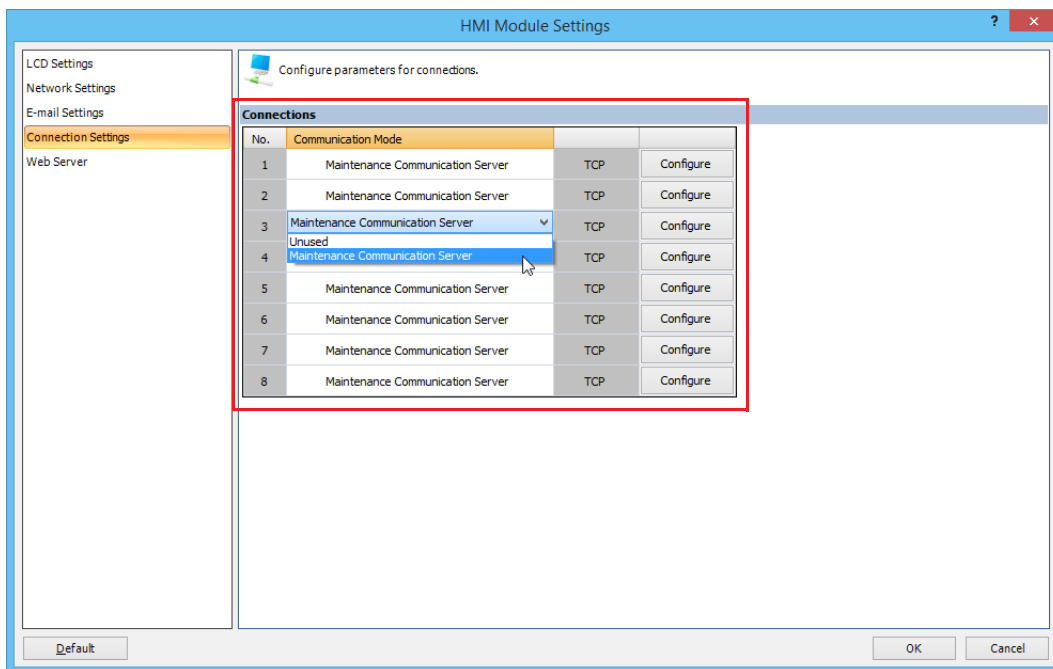 HMI Module Settings
?
LCD Settings
Network Settings
E-mail Settings
Connection Settings
Web Server
Configure parameters for connections.
Connections
No. Communication Mode
1 Maintenance Communication Server TCP Configure
2 Maintenance Communication Server TCP Configure
3 Maintenance Communication Server TCP Configure
Unused
Maintenance Communication Server
4 TCP Configure
5 Maintenance Communication Server TCP Configure
6 Maintenance Communication Server TCP Configure
7 Maintenance Communication Server TCP Configure
8 Maintenance Communication Server TCP Configure
Default OK Cancel